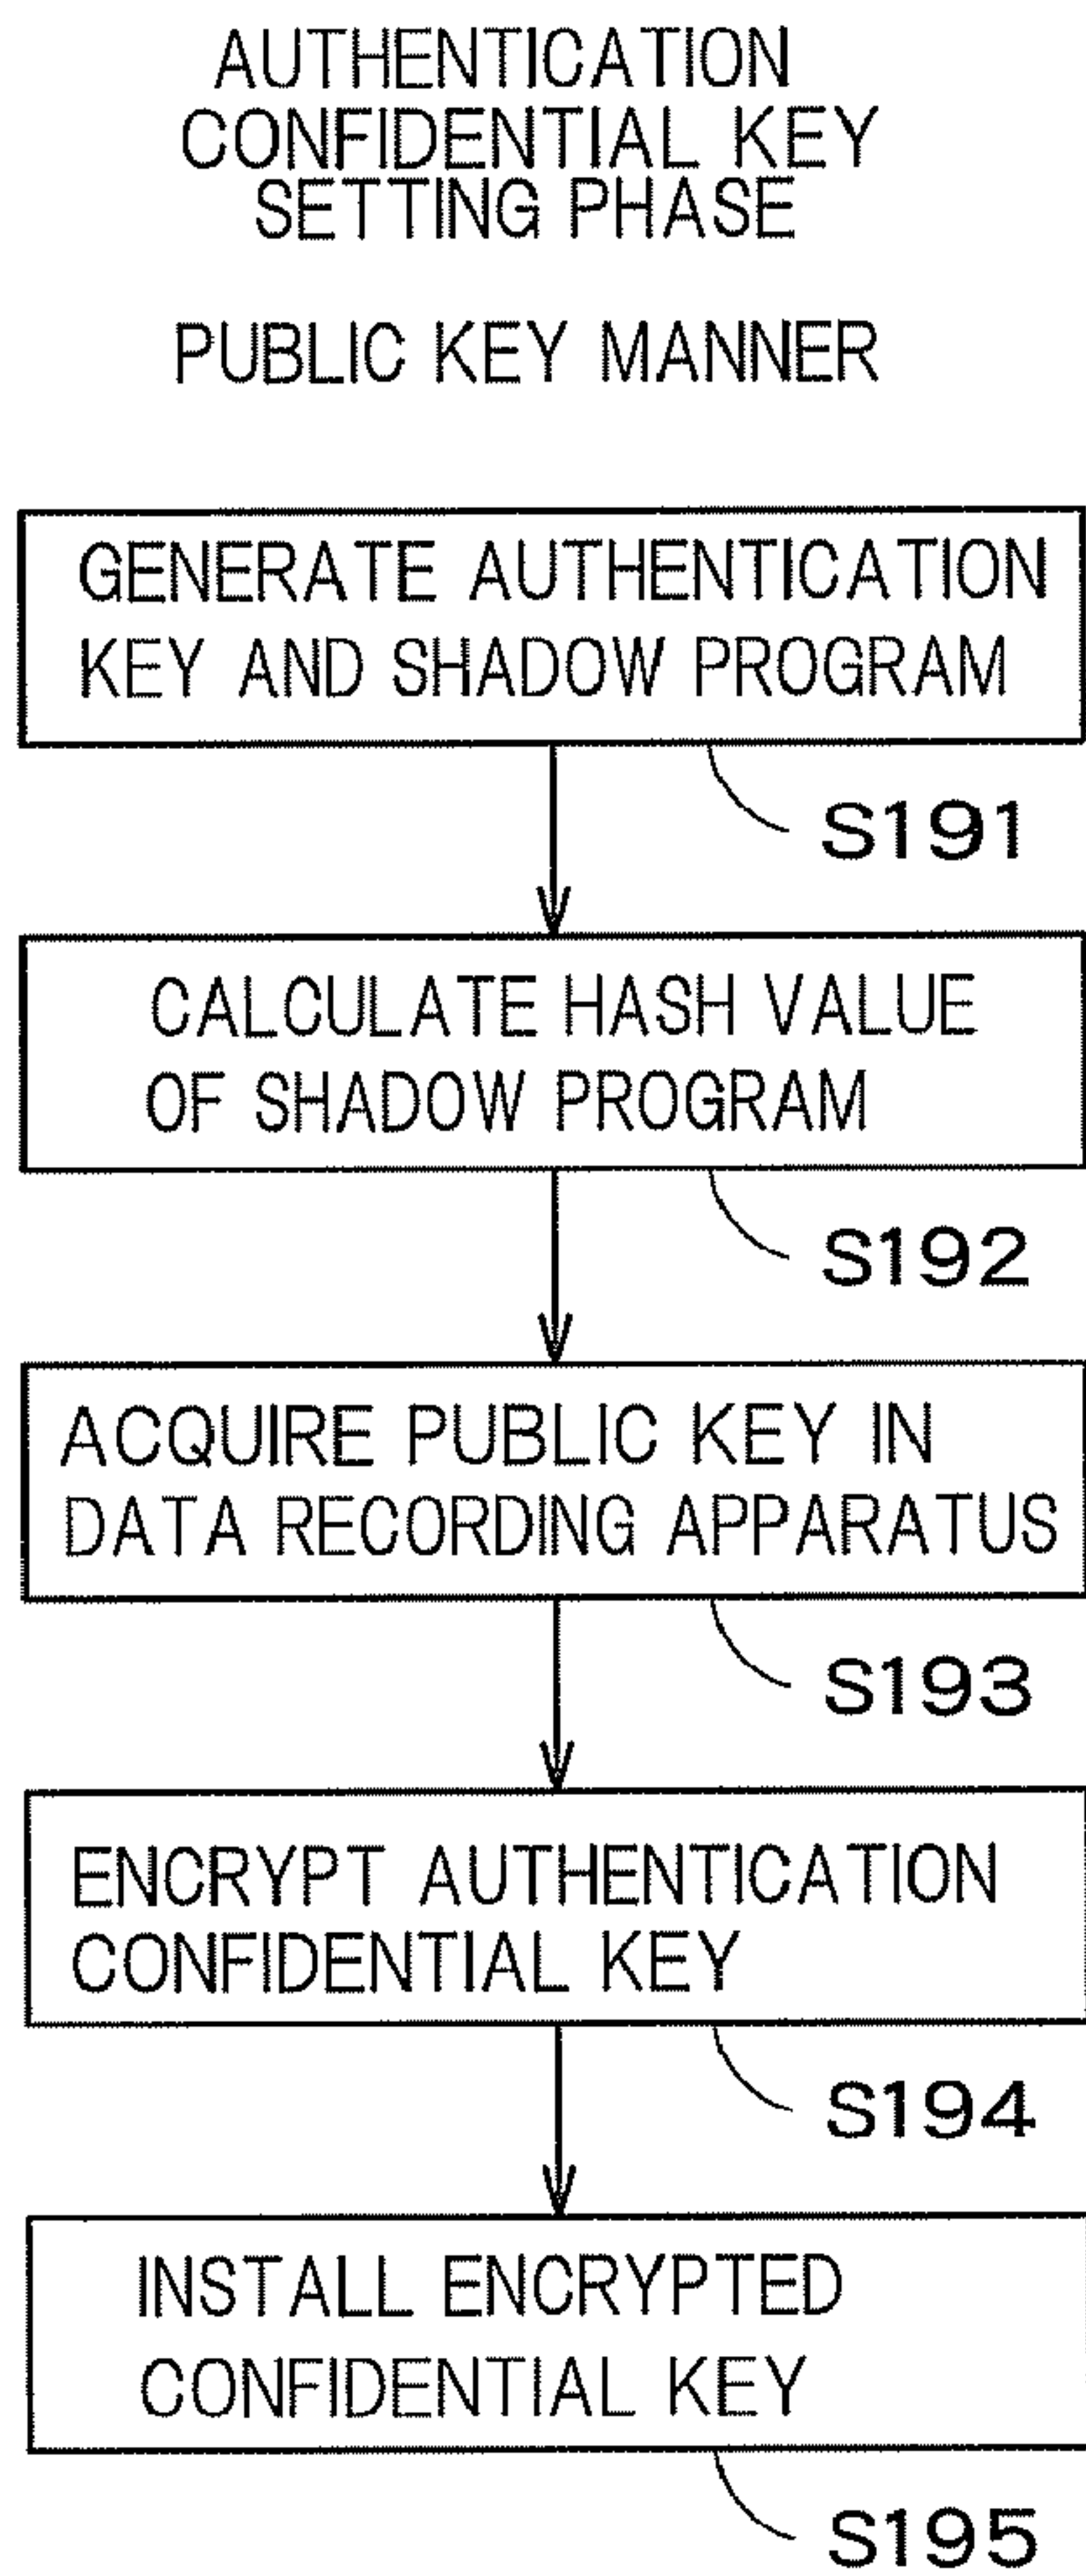 AUTHENTICATION
CONFIDENTIAL KEY
SETTING PHASE
PUBLIC KEY MANNER
GENERATE AUTHENTICATION
KEY AND SHADOW PROGRAM
S191
CALCULATE HASH VALUE
OF SHADOW PROGRAM
S192
ACQUIRE PUBLIC KEY IN
DATA RECORDING APPARATUS
S193
ENCRYPT AUTHENTICATION
CONFIDENTIAL KEY
S194
INSTALL ENCRYPTED
CONFIDENTIAL KEY
S195